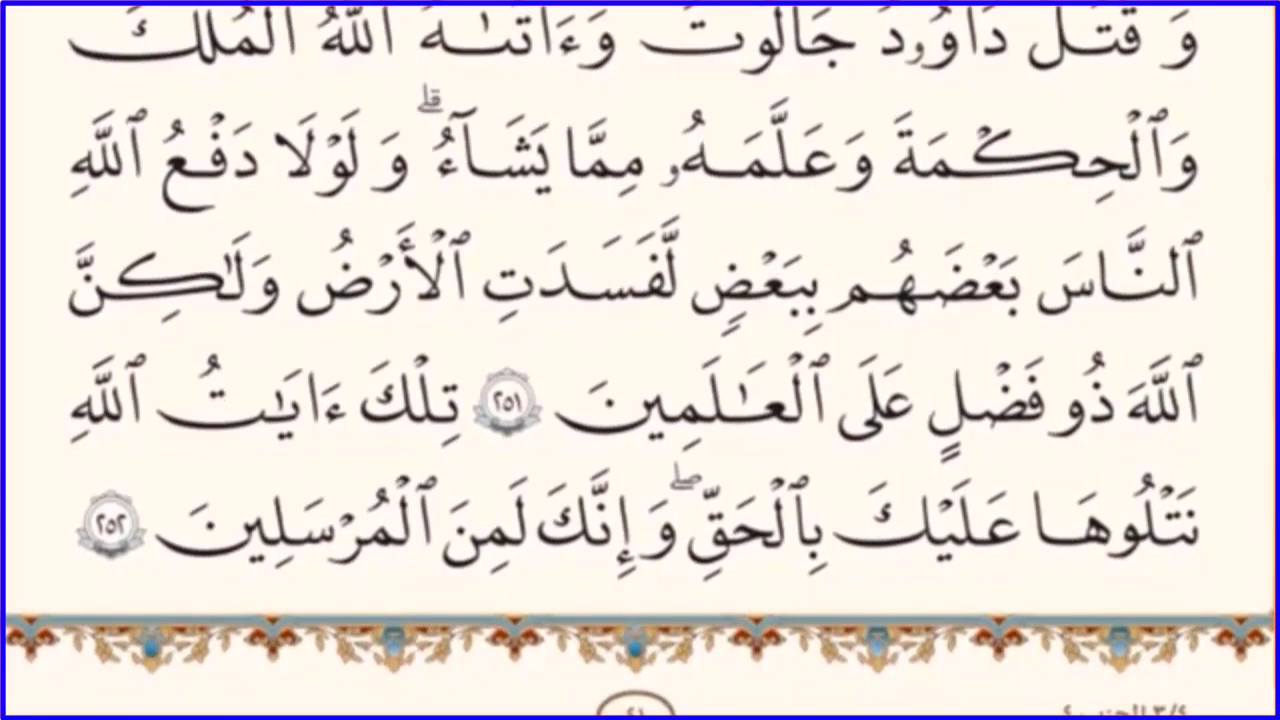 وَقَتَلَ دَاوُۥدُ جَالُوتَ وَءَاتَىٰهُ ٱللَّهُ ٱلْمُلْكَ
وَٱلْحِكْمَةَ وَعَلَّمَهُۥ مِمَّا يَشَآءُ ۗ وَلَوْلَا دَفْعُ ٱللَّهِ
ٱلنَّاسَ بَعْضَهُم بِبَعْضٍ لَّفَسَدَتِ ٱلْأَرْضُ وَلَٰكِنَّ
ٱللَّهَ ذُو فَضْلٍ عَلَى ٱلْعَٰلَمِينَ ٢٥١ تِلْكَ ءَايَٰتُ ٱللَّهِ
نَتْلُوهَا عَلَيْكَ بِٱلْحَقِّ ۖ وَإِنَّكَ لَمِنَ ٱلْمُرْسَلِينَ ٢٥٢